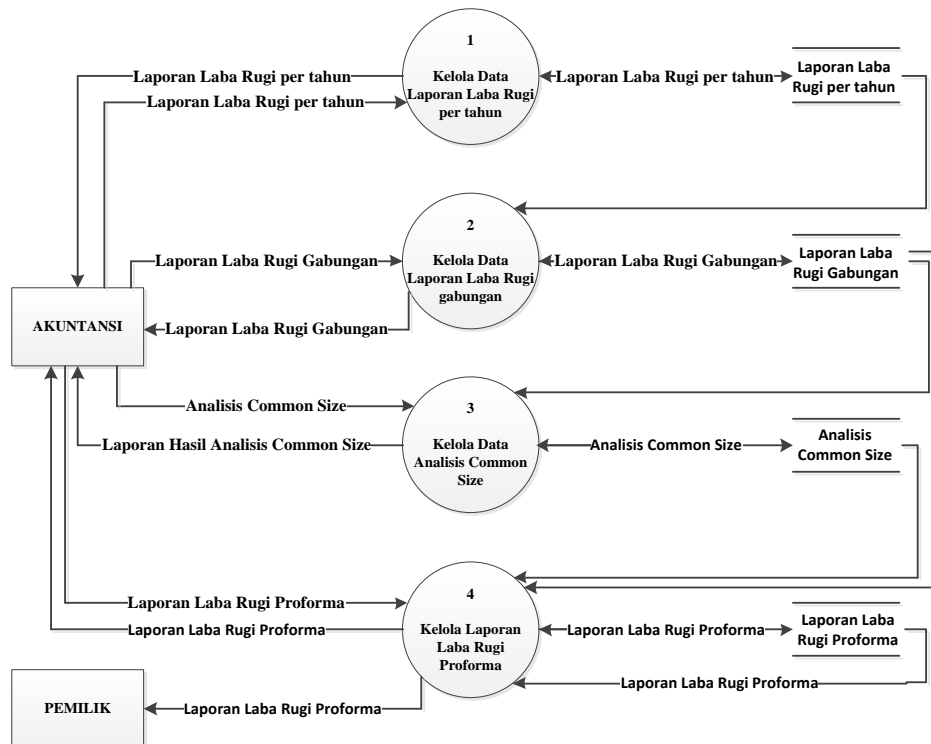 1
Kelola Data
Laporan Laba Rugi
per tahun
Laporan Laba Rugi per tahun
Laporan Laba Rugi per tahun
Laporan Laba Rugi per tahun
Laporan Laba
Rugi per tahun
2
Kelola Data
Laporan Laba Rugi
gabungan
Laporan Laba Rugi Gabungan
Laporan Laba Rugi Gabungan
Laporan Laba
Rugi Gabungan
AKUNTANSI
Laporan Laba Rugi Gabungan
3
Kelola Data
Analisis Common
Size
Analisis Common Size
Laporan Hasil Analisis Common Size
Analisis Common Size
Analisis
Common Size
4
Kelola Laporan
Laba Rugi
Proforma
Laporan Laba Rugi Proforma
Laporan Laba Rugi Proforma
Laporan Laba Rugi Proforma
Laporan Laba
Rugi Proforma
Laporan Laba Rugi Proforma
PEMILIK
Laporan Laba Rugi Proforma